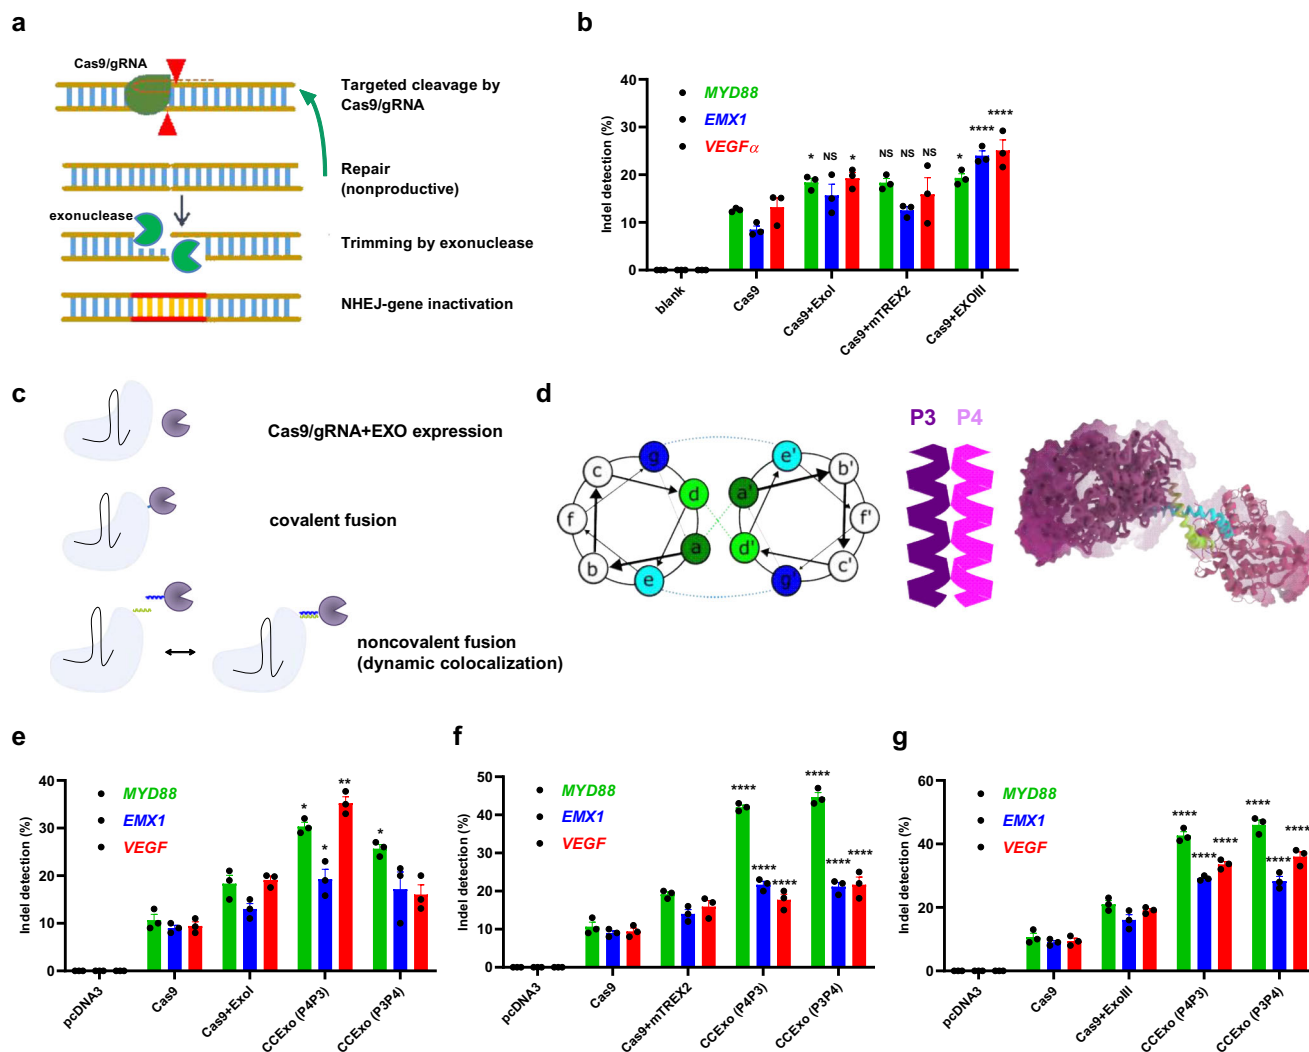 a
Cas9/gRNA
Targeted cleavage by
Cas9/gRNA
Repair
(nonproductive)
exonuclease
Trimming by exonuclease
NHEJ-gene inactivation
b
Indel detection (%)
40
30
20
10
0
MYD88
EMX1
VEGFα
* NS *
NS NS NS
* **** ****
blank
Cas9
Cas9+ExoI
Cas9+mTREX2
Cas9+EXOIII
c
Cas9/gRNA+EXO expression
covalent fusion
noncovalent fusion
(dynamic colocalization)
d
g
c
d
f
a
b
e
e'
b'
a'
f'
d'
c'
g'
P3 P4
e
Indel detection (%)
40
30
20
10
0
MYD88
EMX1
VEGF
* * **
*
pcDNA3
Cas9
Cas9+ExoI
CCExo (P4P3)
CCExo (P3P4)
f
Indel detection (%)
50
40
30
20
10
0
MYD88
EMX1
VEGF
**** **** ****
**** **** ****
pcDNA3
Cas9
Cas9+mTREX2
CCExo (P4P3)
CCExo (P3P4)
g
Indel detection (%)
60
40
20
0
MYD88
EMX1
VEGF
**** **** ****
**** **** ****
pcDNA3
Cas9
Cas9+ExoIII
CCExo (P4P3)
CCExo (P3P4)